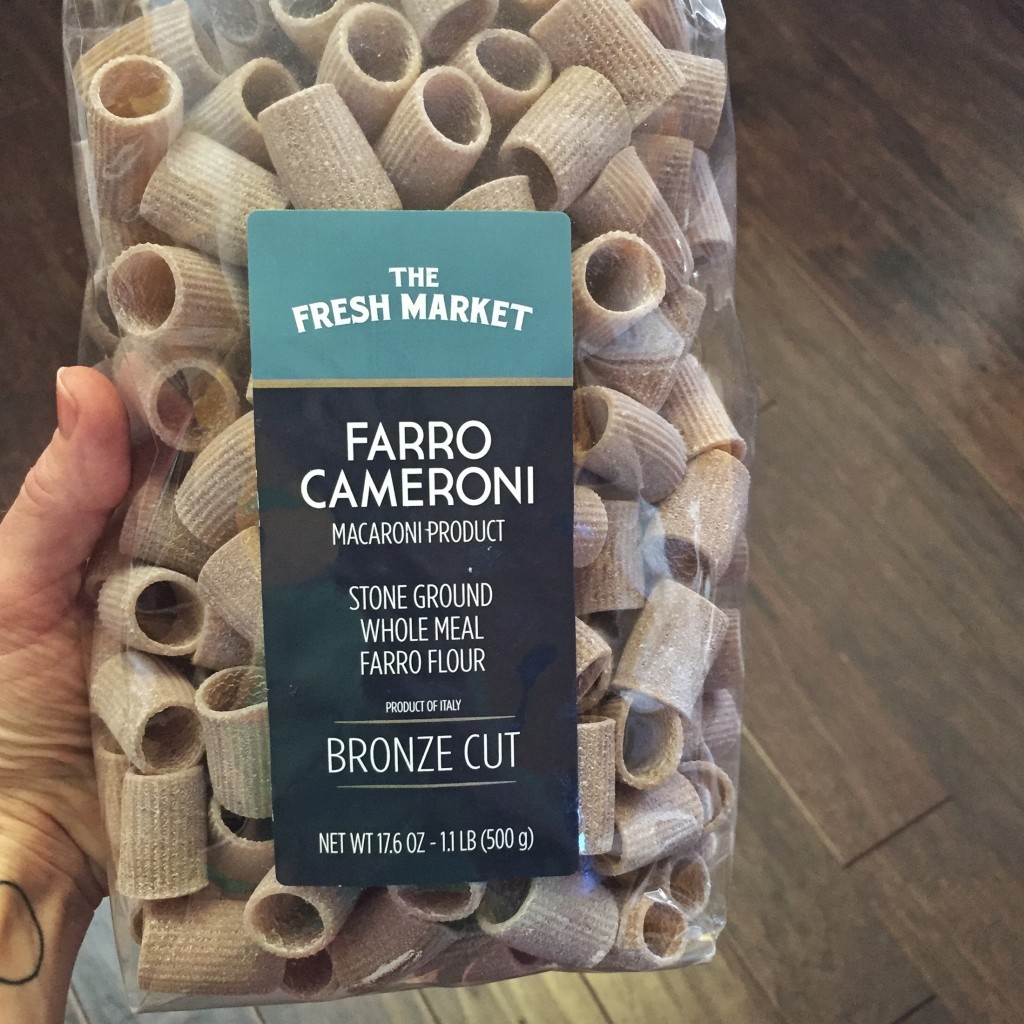 THE
FRESH MARKET
FARRO
CAMERONI
MACARONI PRODUCT
STONE GROUND
WHOLE MEAL
FARRO FLOUR
PRODUCT OF ITALY
BRONZE CUT
NET WT 17.6 OZ - 1.1 LB (500 g)